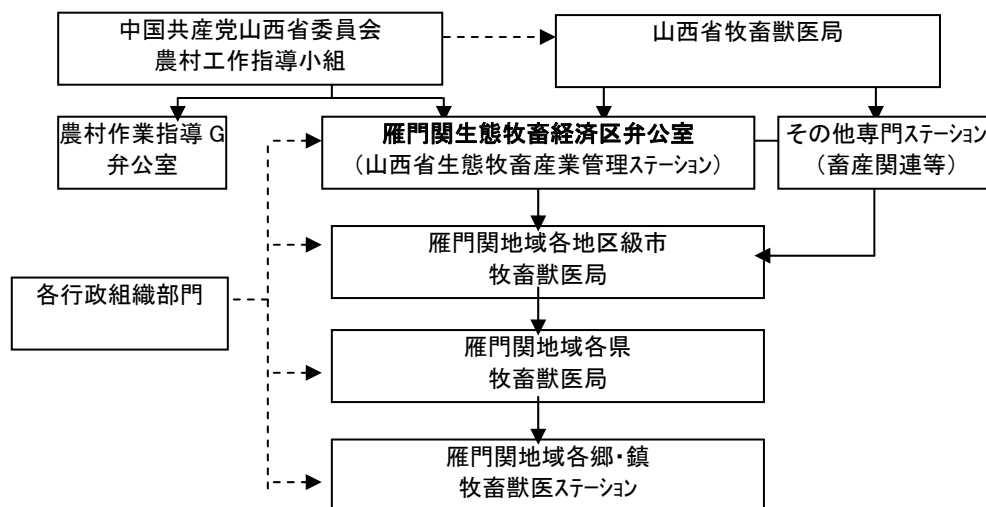 中国共産党山西省委員会
農村工作指導小組
山西省牧畜獣医局
農村作業指導 G
弁公室
雁門関生態牧畜経済区弁公室
（山西省生態牧畜産業管理ｽﾃｰｼｮﾝ）
その他専門ｽﾃｰｼｮﾝ
（畜産関連等）
雁門関地域各地区級市
牧畜獣医局
各行政組織部門
雁門関地域各県
牧畜獣医局
雁門関地域各郷・鎮
牧畜獣医ｽﾃｰｼｮﾝ